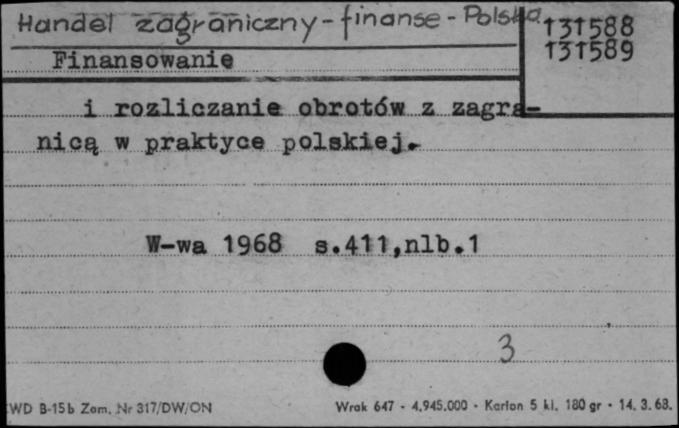 Handel zagraniczny - finanse - Polska
131588
131589
Finansowanie
i rozliczanie obrotów z zagra-
nicą w praktyce polskiej.
W-wa 1968 s.411,nlb.1
3
WD B-15b Zam. Nr 317/DW/ON
Wrak 647 - 4.945.000 - Karton 5 kl. 180 gr - 14. 3. 68.